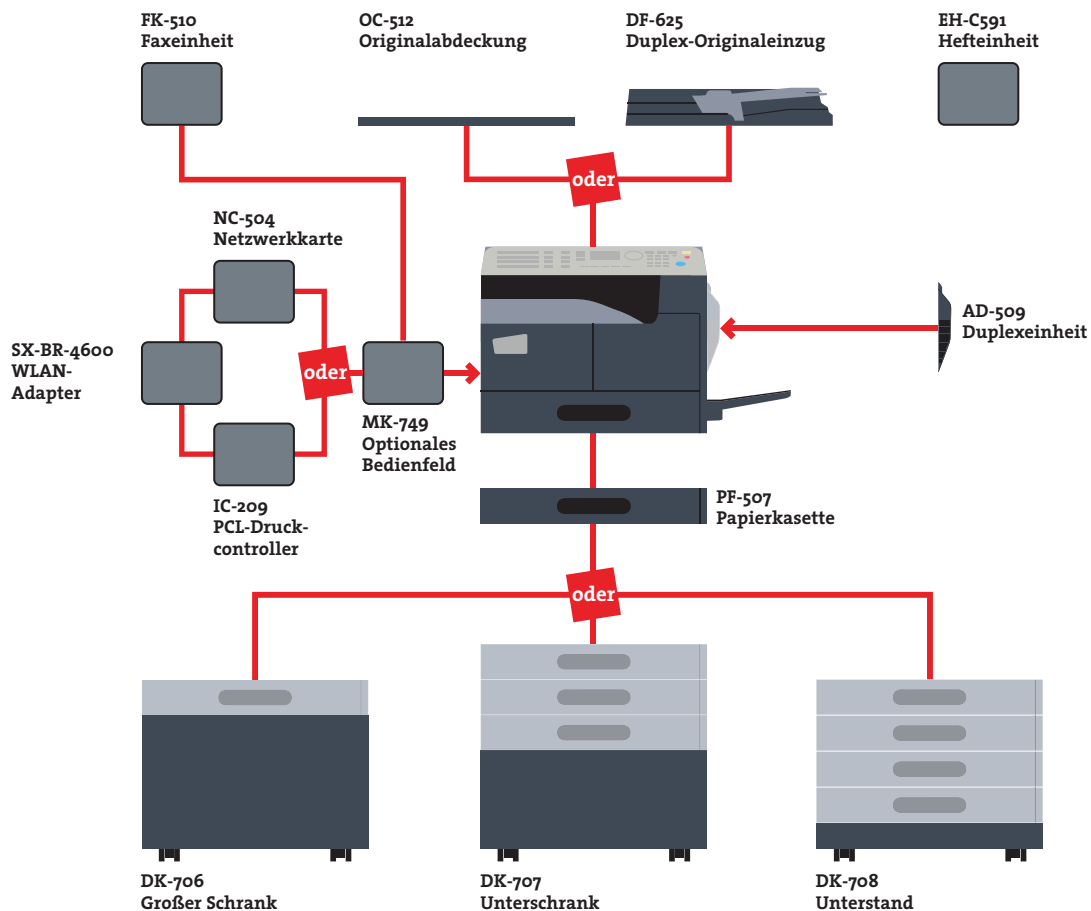 FK-510
Faxeinheit
OC-512
Originalabdeckung
DF-625
Duplex-Originaleinzug
EH-C591
Hefteinheit
oder
NC-504
Netzwerkkarte
SX-BR-4600
WLAN-
Adapter
oder
MK-749
Optionales
Bedienfeld
AD-509
Duplexeinheit
IC-209
PCL-Druck-
controller
PF-507
Papierkasette
oder
DK-706
Großer Schrank
DK-707
Unterschrank
DK-708
Unterstand